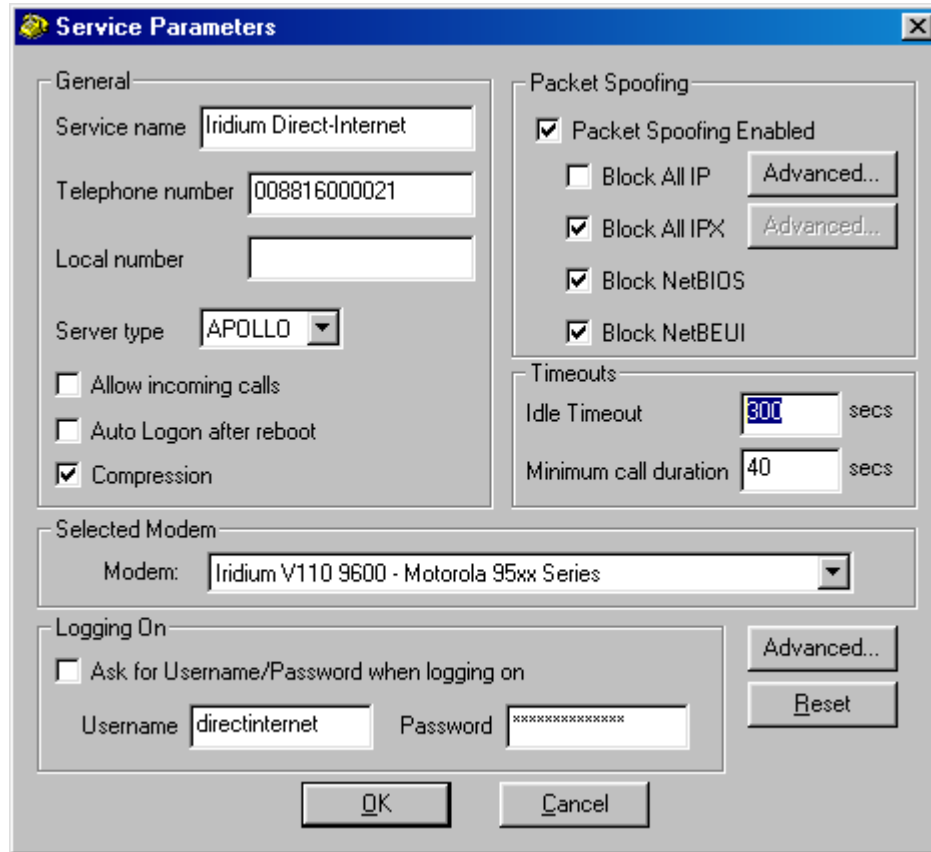 Service Parameters
General
Service name Iridium Direct-Internet
Telephone number 008816000021
Local number
Server type APOLLO
Allow incoming calls
Auto Logon after reboot
Compression
Packet Spoofing
Packet Spoofing Enabled
Block All IP Advanced...
Block All IPX Advanced...
Block NetBIOS
Block NetBEUI
Timeouts
Idle Timeout 300 secs
Minimum call duration 40 secs
Selected Modem
Modem: Iridium V110 9600 - Motorola 95xx Series
Logging On
Ask for Username/Password when logging on
Username directinternet Password **************
Advanced...
Reset
OK Cancel